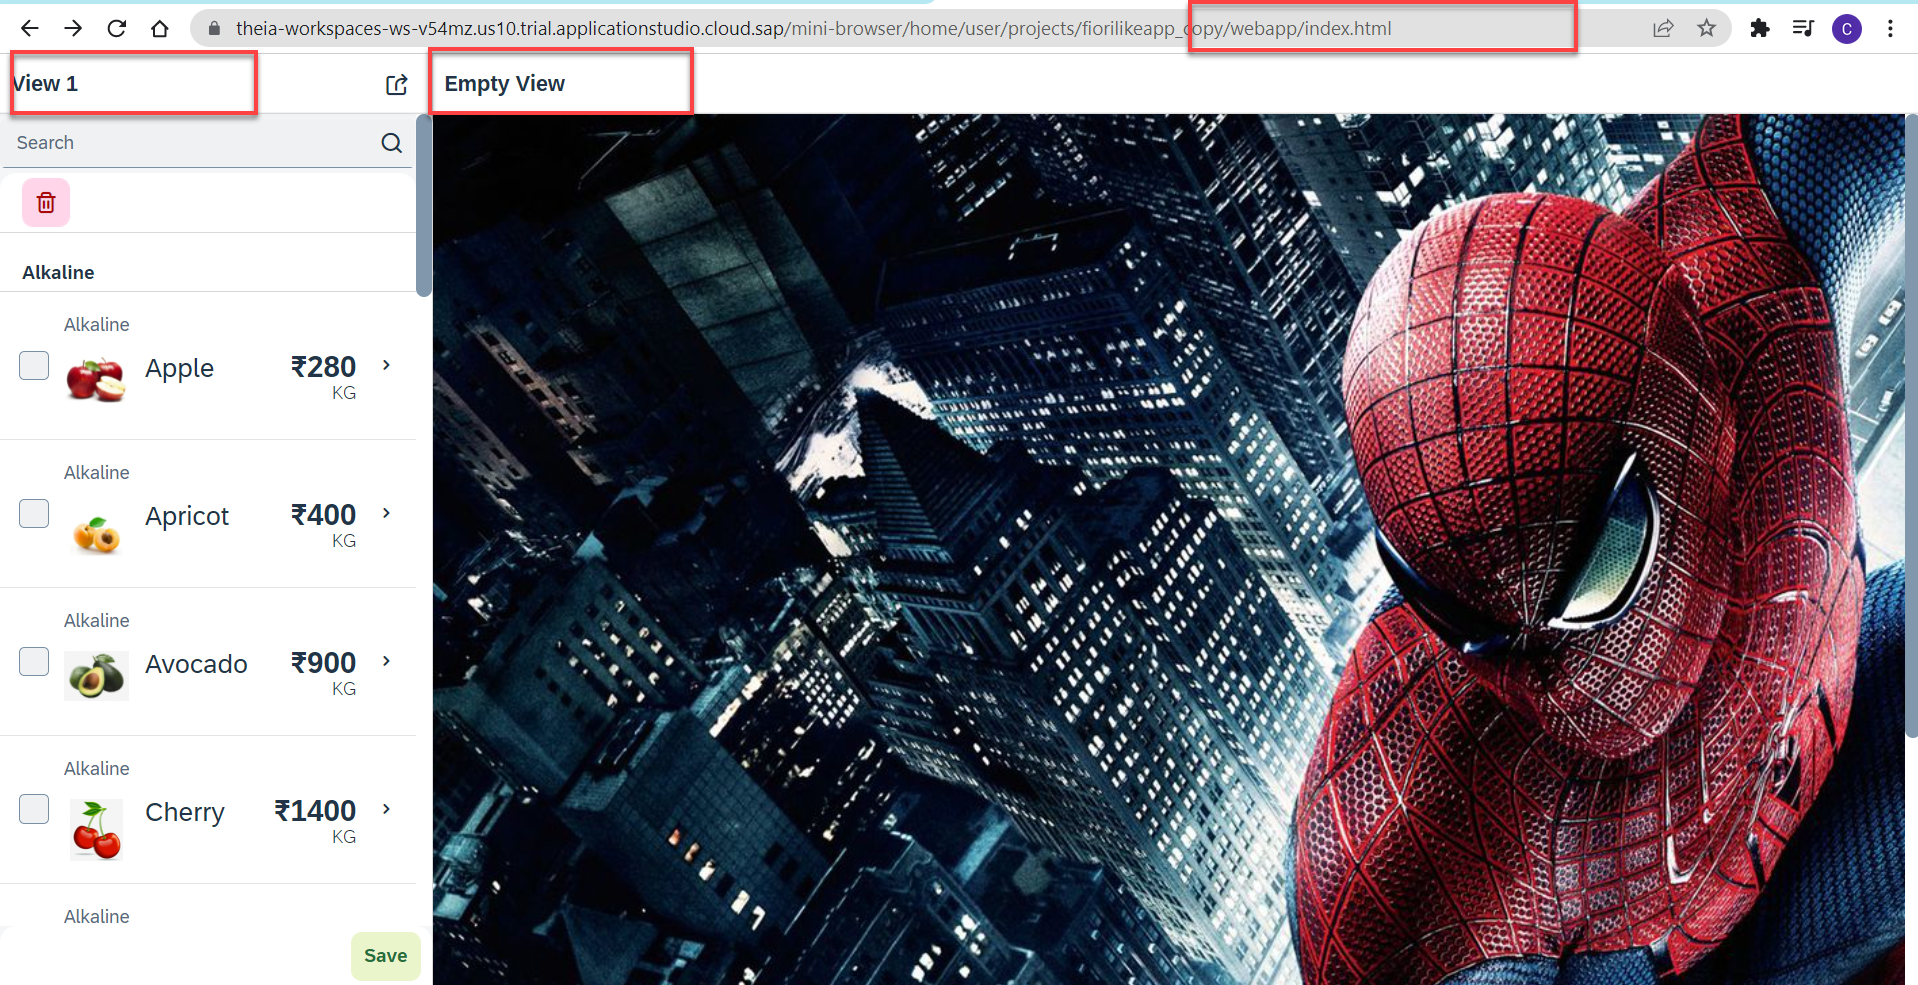 theia-workspaces-ws-v54mz.us10.trial.applicationstudio.cloud.sap/mini-browser/home/user/projects/fiorilikeapp_copy/webapp/index.html
C
View 1
Empty View
Search
Alkaline
Alkaline
Apple
₹280
KG
Alkaline
Apricot
₹400
KG
Alkaline
Avocado
₹900
KG
Alkaline
Cherry
₹1400
KG
Alkaline
Save